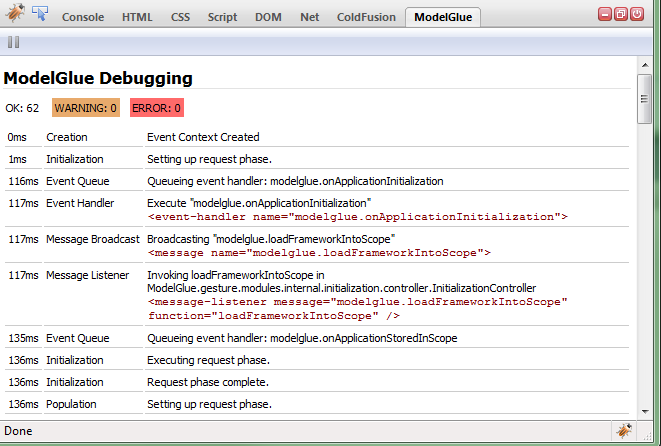 Console HTML CSS Script DOM Net ColdFusion ModelGlue
ModelGlue Debugging
OK: 62 WARNING: 0 ERROR: 0
0ms Creation Event Context Created
1ms Initialization Setting up request phase.
116ms Event Queue Queueing event handler: modelglue.onApplicationInitialization
117ms Event Handler Execute "modelglue.onApplicationInitialization"
<event-handler name="modelglue.onApplicationInitialization">
117ms Message Broadcast Broadcasting "modelglue.loadFrameworkIntoScope"
<message name="modelglue.loadFrameworkIntoScope">
117ms Message Listener Invoking loadFrameworkIntoScope in
ModelGlue.gesture.modules.internal.initialization.controller.InitializationController
<message-listener message="modelglue.loadFrameworkIntoScope"
function="loadFrameworkIntoScope" />
135ms Event Queue Queueing event handler: modelglue.onApplicationStoredInScope
136ms Initialization Executing request phase.
136ms Initialization Request phase complete.
136ms Population Setting up request phase.
Done